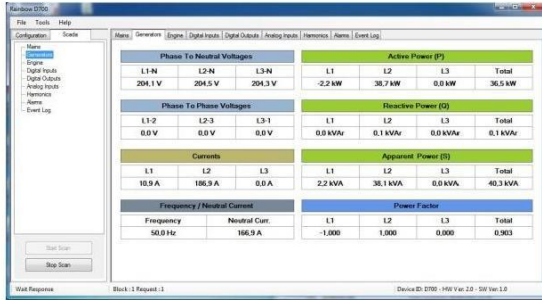 Rainbow D700
File Tools Help
Configuration Scada
Mains
Generators
Engine
Digital Inputs
Digital Outputs
Analog Inputs
Harmonics
Alarms
Event Log
Start Scan
Stop Scan
Mains Generators Engine Digital Inputs Digital Outputs Analog Inputs Harmonics Alarms Event Log
Phase To Neutral Voltages
L1-N L2-N L3-N
204,1 V 204,5 V 204,3 V
Active Power (P)
L1 L2 L3 Total
-2,2 kW 38,7 kW 0,0 kW 36,5 kW
Phase To Phase Voltages
L1-2 L2-3 L3-1
0,0 V 0,0 V 0,0 V
Reactive Power (Q)
L1 L2 L3 Total
0,0 kVAr 0,1 kVAr 0,0 kVAr 0,1 kVAr
Currents
L1 L2 L3
10,9 A 186,9 A 0,0 A
Apparent Power (S)
L1 L2 L3 Total
2,2 kVA 38,1 kVA 0,0 kVA 40,3 kVA
Frequency / Neutral Current
Frequency Neutral Curr.
50,0 Hz 166,9 A
Power Factor
L1 L2 L3 Total
-1,000 1,000 0,000 0,903
Wait Response Block : 1 Request : 1 Device ID: D700 - HW Ver: 2.0 - SW Ver: 1.0